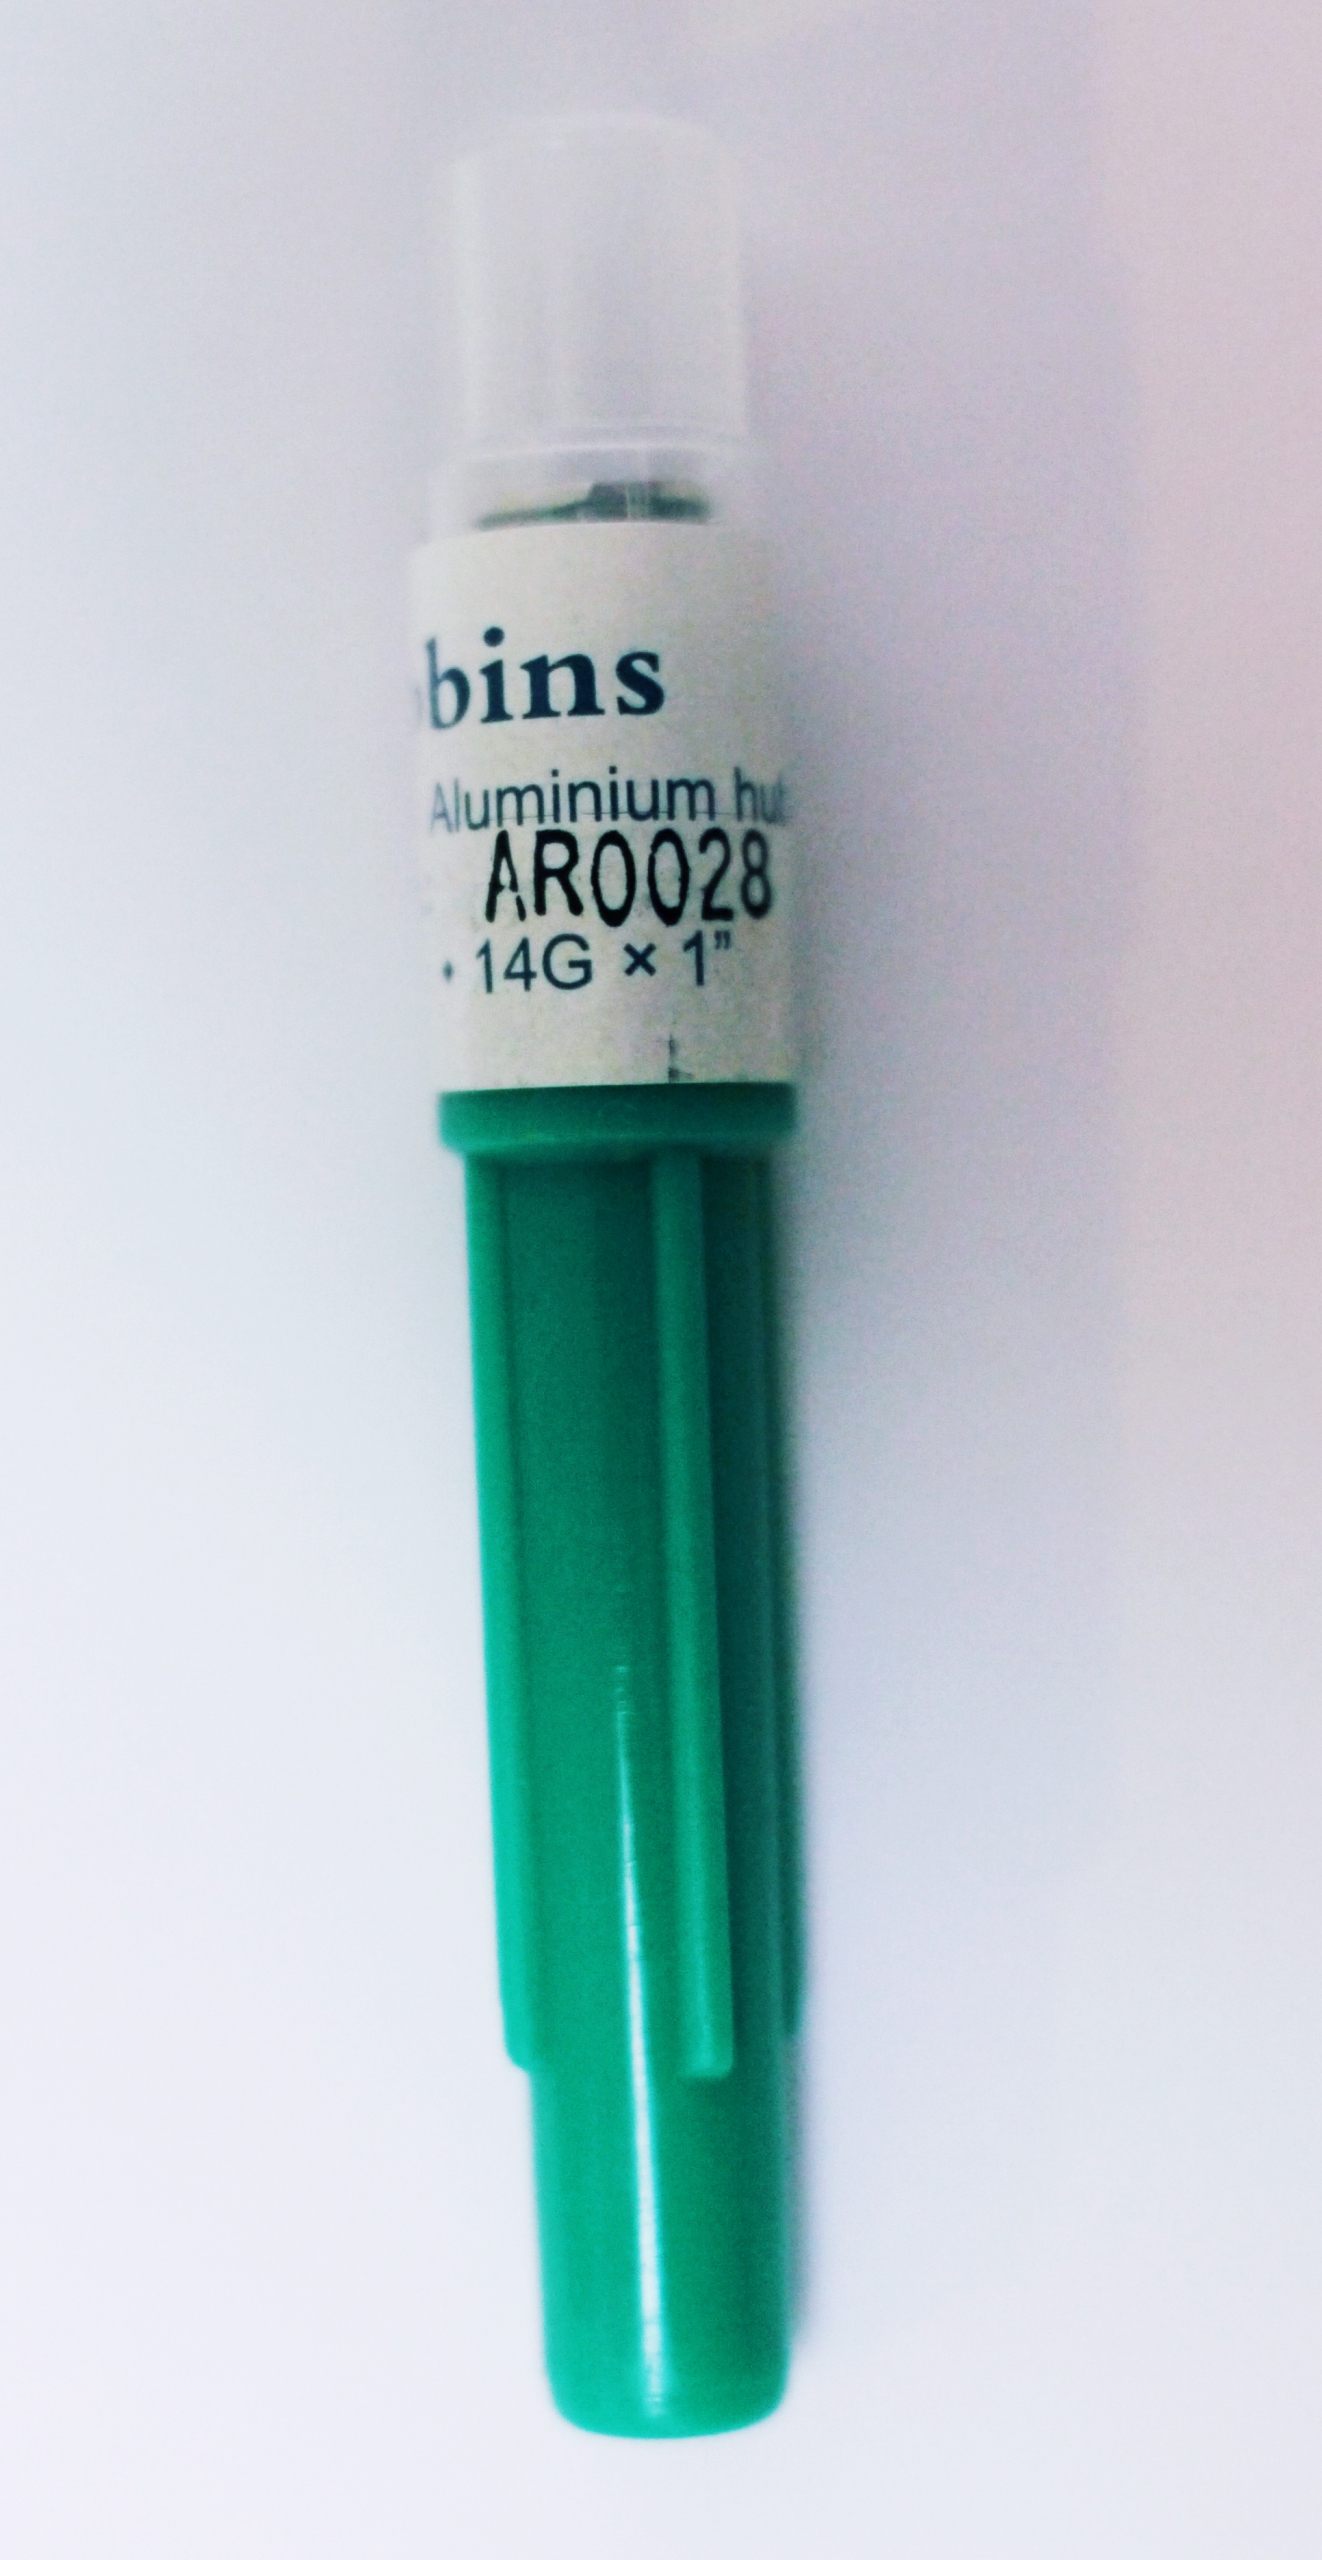 bins
Aluminium hub
AR0028
• 14G × 1”